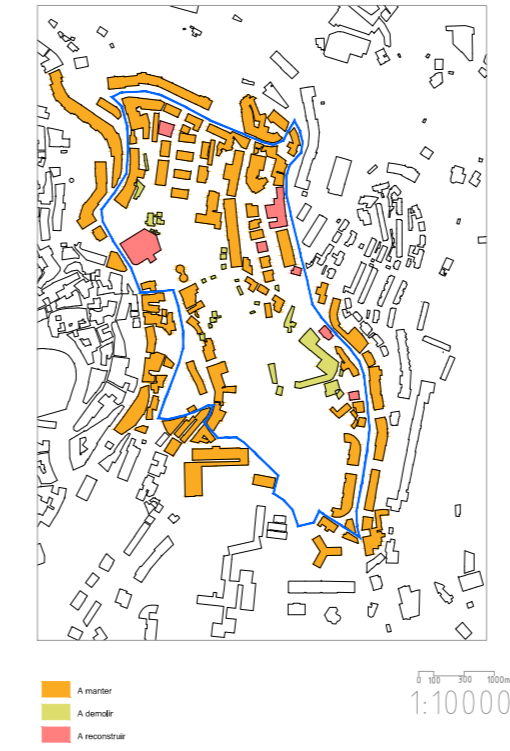 A manter
A demolir
A reconstruir
0 100 300 1000m
1:10000